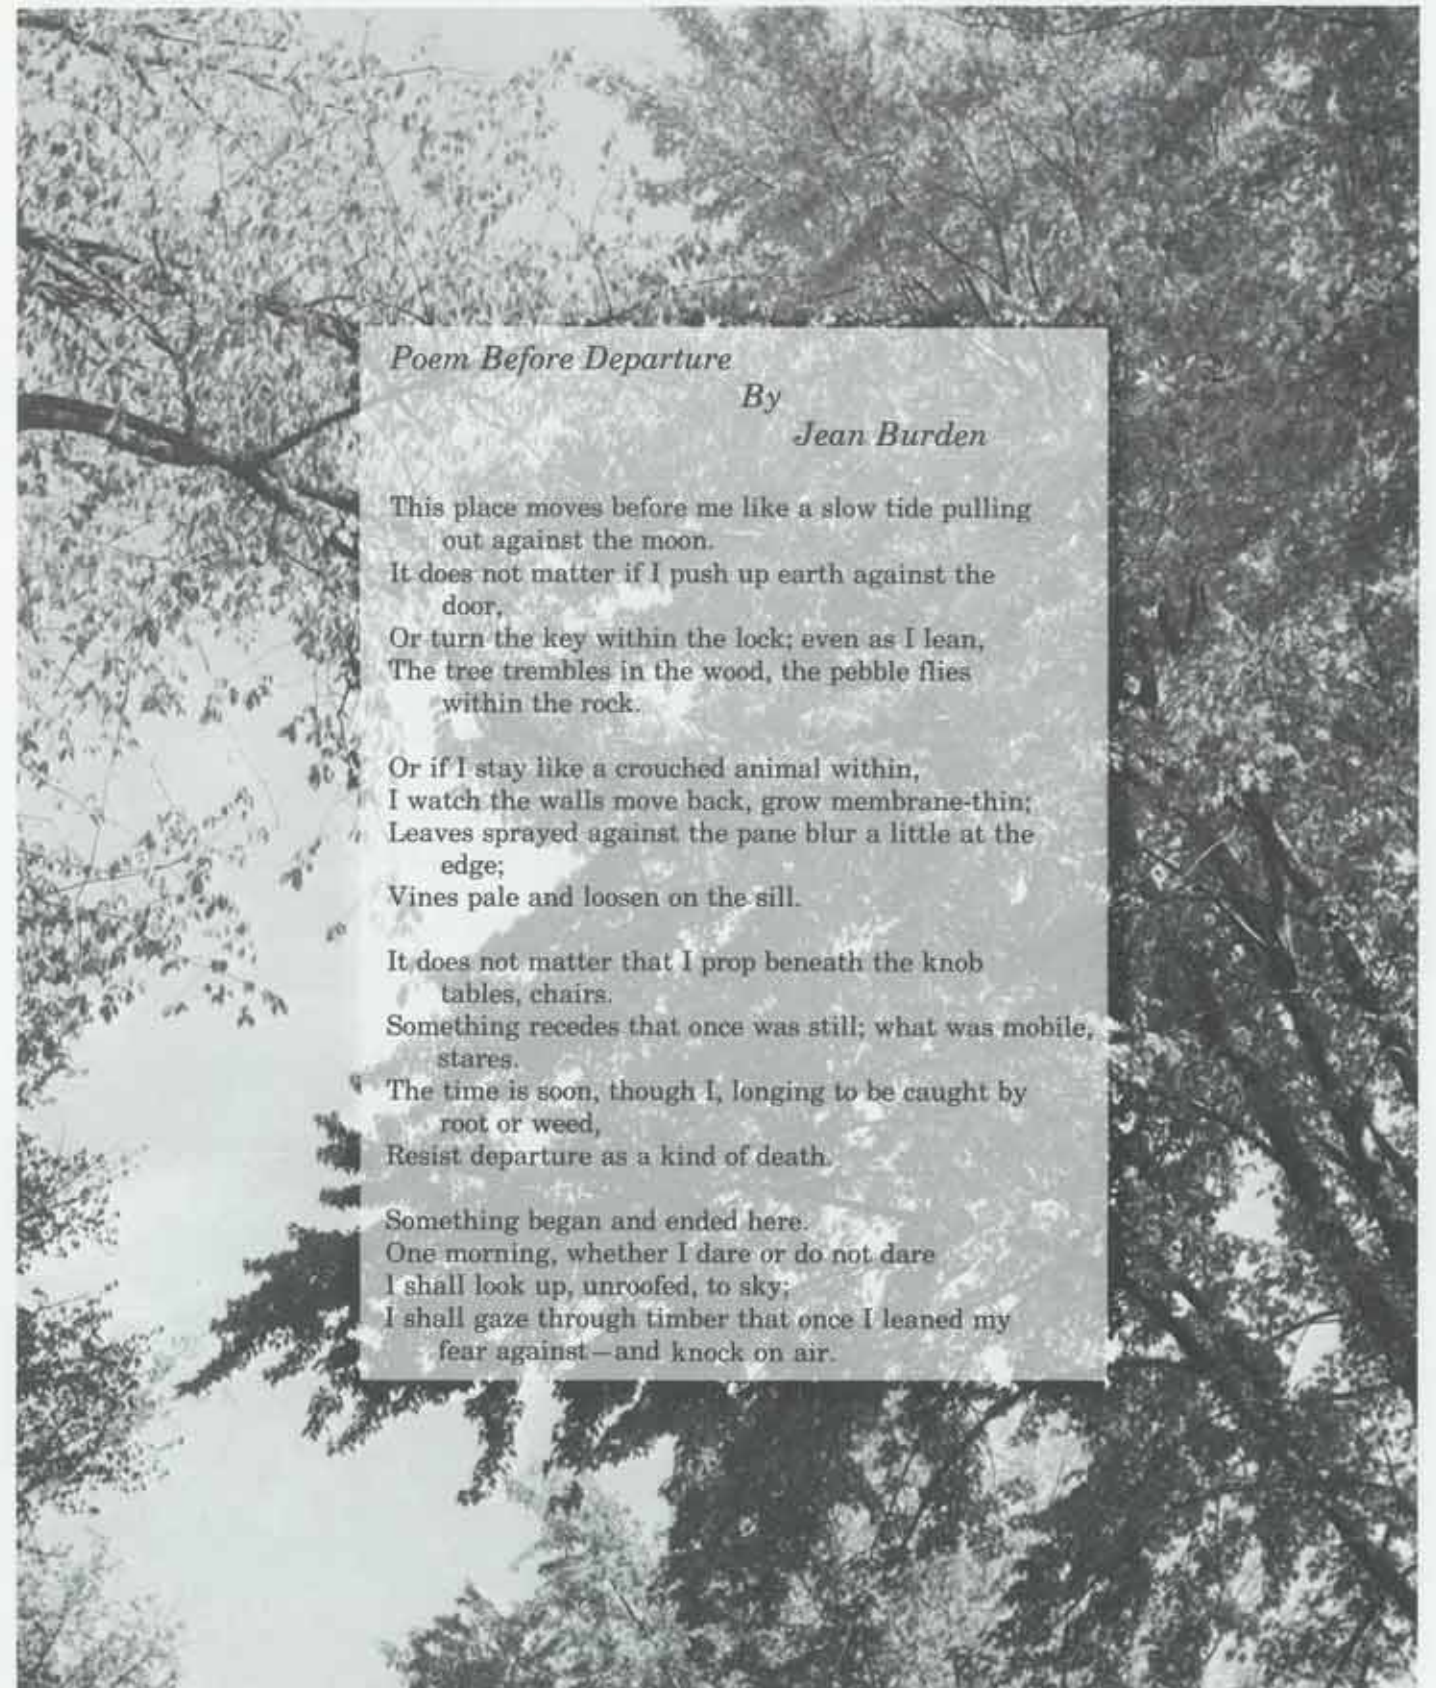 Poem Before Departure
By
Jean Burden
This place moves before me like a slow tide pulling
out against the moon.
It does not matter if I push up earth against the
door,
Or turn the key within the lock; even as I lean,
The tree trembles in the wood, the pebble flies
within the rock.
Or if I stay like a crouched animal within,
I watch the walls move back, grow membrane-thin;
Leaves sprayed against the pane blur a little at the
edge;
Vines pale and loosen on the sill.
It does not matter that I prop beneath the knob
tables, chairs.
Something recedes that once was still; what was mobile,
stares.
The time is soon, though I, longing to be caught by
root or weed,
Resist departure as a kind of death.
Something began and ended here.
One morning, whether I dare or do not dare
I shall look up, unroofed, to sky;
I shall gaze through timber that once I leaned my
fear against—and knock on air.